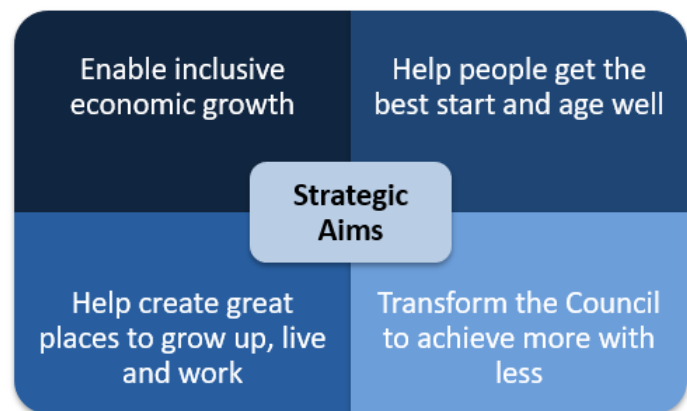 Enable inclusive
economic growth
Help people get the
best start and age well
Strategic
Aims
Help create great
places to grow up, live
and work
Transform the Council
to achieve more with
less